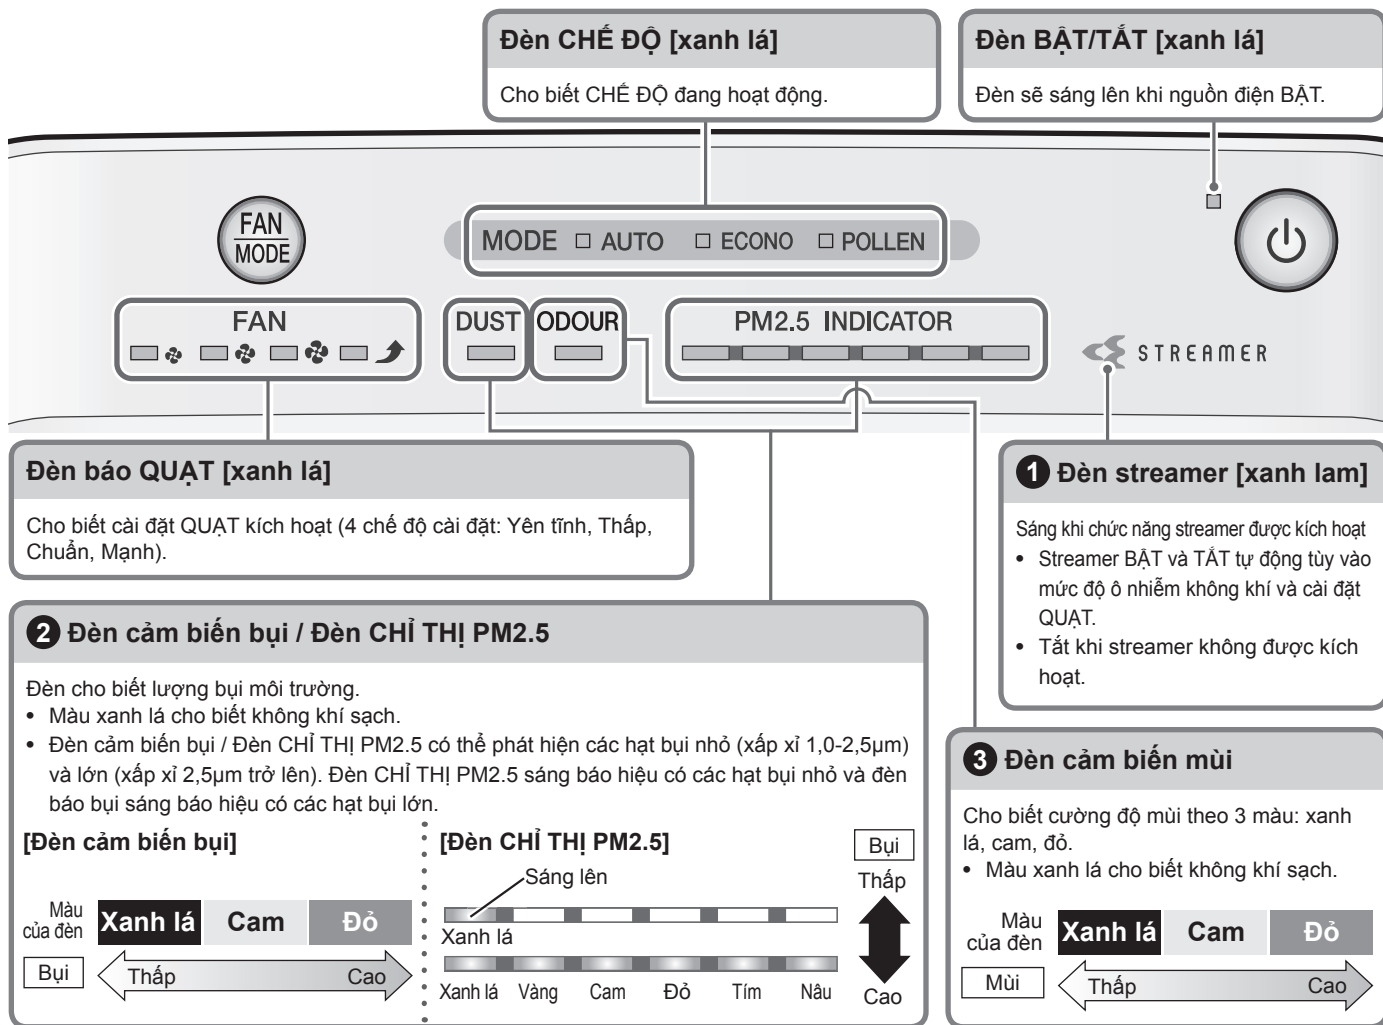 Đèn CHẾ ĐỘ [xanh lá]
Cho biết CHẾ ĐỘ đang hoạt động.
Đèn BẬT/TẮT [xanh lá]
Đèn sẽ sáng lên khi nguồn điện BẬT.
FAN
MODE
MODE AUTO ECONO POLLEN
FAN
DUST
ODOUR
PM2.5 INDICATOR
STREAMER
Đèn báo QUẠT [xanh lá]
Cho biết cài đặt QUẠT kích hoạt (4 chế độ cài đặt: Yên tĩnh, Thấp,
Chuẩn, Mạnh).
1 Đèn streamer [xanh lam]
Sáng khi chức năng streamer được kích hoạt
• Streamer BẬT và TẮT tự động tùy vào
mức độ ô nhiễm không khí và cài đặt
QUẠT.
• Tắt khi streamer không được kích
hoạt.
2 Đèn cảm biến bụi / Đèn CHỈ THỊ PM2.5
Đèn cho biết lượng bụi môi trường.
• Màu xanh lá cho biết không khí sạch.
• Đèn cảm biến bụi / Đèn CHỈ THỊ PM2.5 có thể phát hiện các hạt bụi nhỏ (xấp xỉ 1,0-2,5μm)
và lớn (xấp xỉ 2,5μm trở lên). Đèn CHỈ THỊ PM2.5 sáng báo hiệu có các hạt bụi nhỏ và đèn
báo bụi sáng báo hiệu có các hạt bụi lớn.
[Đèn cảm biến bụi]
Màu
của đèn
Xanh lá Cam Đỏ
Bụi
Thấp Cao
[Đèn CHỈ THỊ PM2.5]
Sáng lên
Xanh lá
Xanh lá Vàng Cam Đỏ Tím Nâu
Bụi
Thấp
Cao
3 Đèn cảm biến mùi
Cho biết cường độ mùi theo 3 màu: xanh
lá, cam, đỏ.
• Màu xanh lá cho biết không khí sạch.
Màu
của đèn
Xanh lá Cam Đỏ
Mùi
Thấp Cao